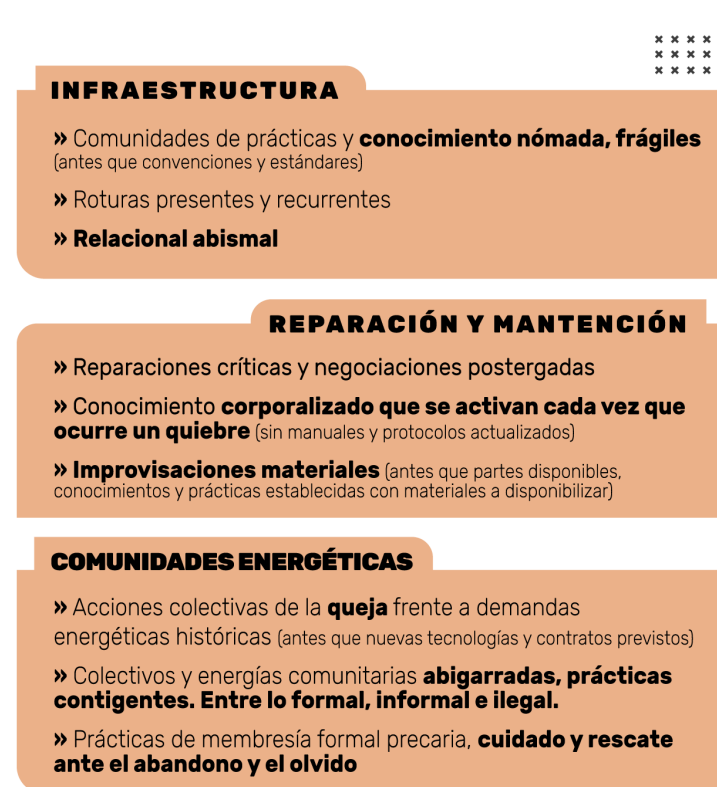 INFRAESTRUCTURA
» Comunidades de prácticas y conocimiento nómada, frágiles
(antes que convenciones y estándares)
» Roturas presentes y recurrentes
» Relacional abismal
REPARACIÓN Y MANTENCIÓN
» Reparaciones críticas y negociaciones postergadas
» Conocimiento corporalizado que se activan cada vez que
ocurre un quiebre (sin manuales y protocolos actualizados)
» Improvisaciones materiales (antes que partes disponibles,
conocimientos y prácticas establecidas con materiales a disponibilizar)
COMUNIDADES ENERGÉTICAS
» Acciones colectivas de la queja frente a demandas
energéticas históricas (antes que nuevas tecnologías y contratos previstos)
» Colectivos y energías comunitarias abigarradas, prácticas
contigentes. Entre lo formal, informal e ilegal.
» Prácticas de membresía formal precaria, cuidado y rescate
ante el abandono y el olvido